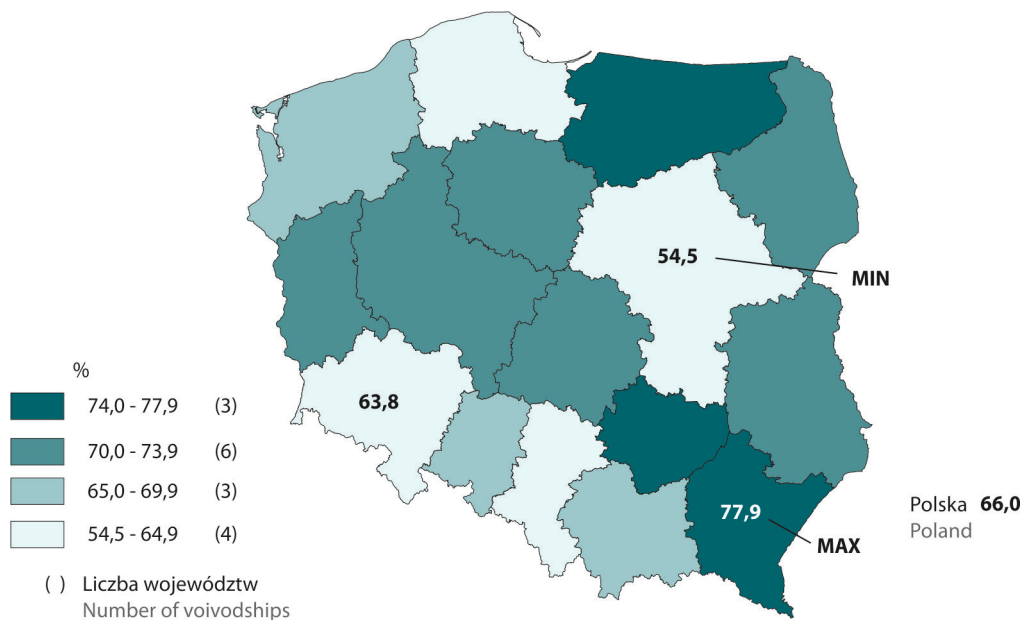 54,5
MIN
63,8
77,9
MAX
%
74,0 - 77,9 (3)
70,0 - 73,9 (6)
65,0 - 69,9 (3)
54,5 - 64,9 (4)
( ) Liczba województw
Number of voivodships
Polska 66,0
Poland